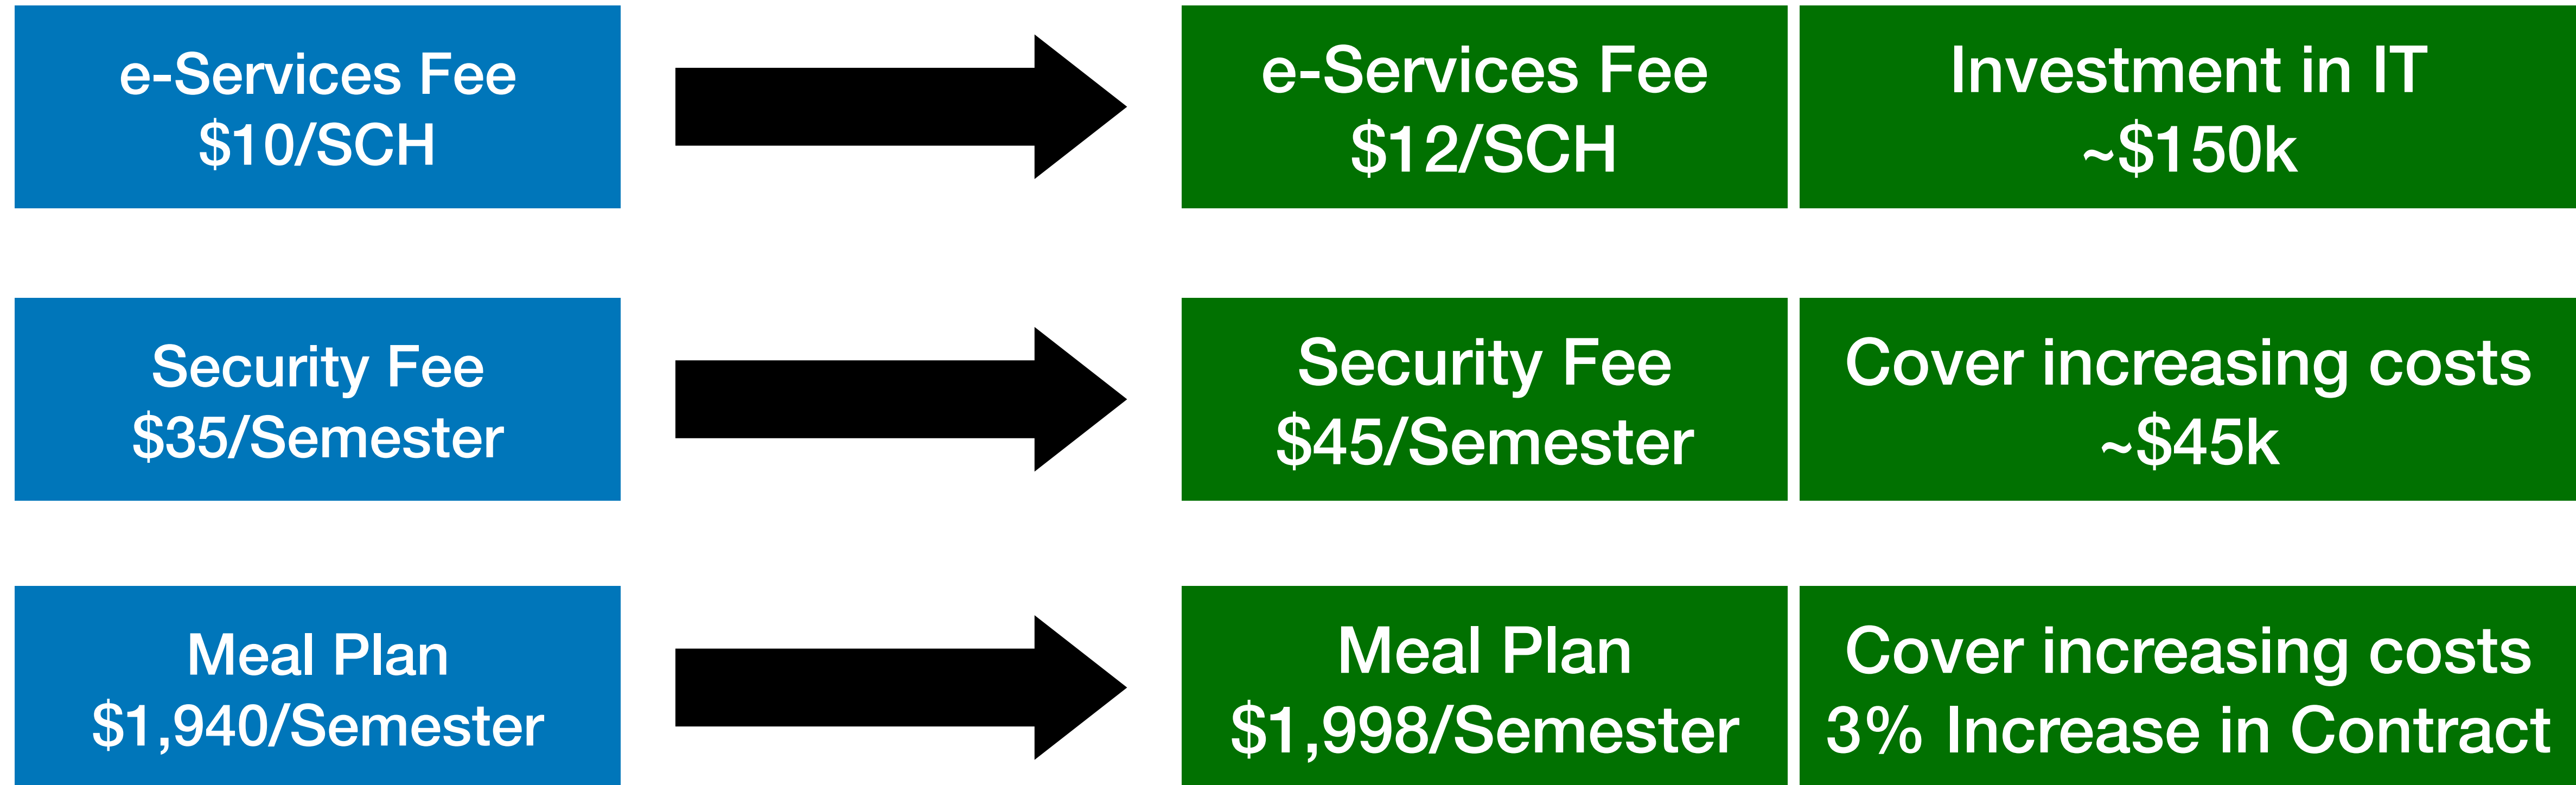 e-Services Fee
$10/SCH
e-Services Fee
$12/SCH
Investment in IT
~$150k
Security Fee
$35/Semester
Security Fee
$45/Semester
Cover increasing costs
~$45k
Meal Plan
$1,940/Semester
Meal Plan
$1,998/Semester
Cover increasing costs
3% Increase in Contract